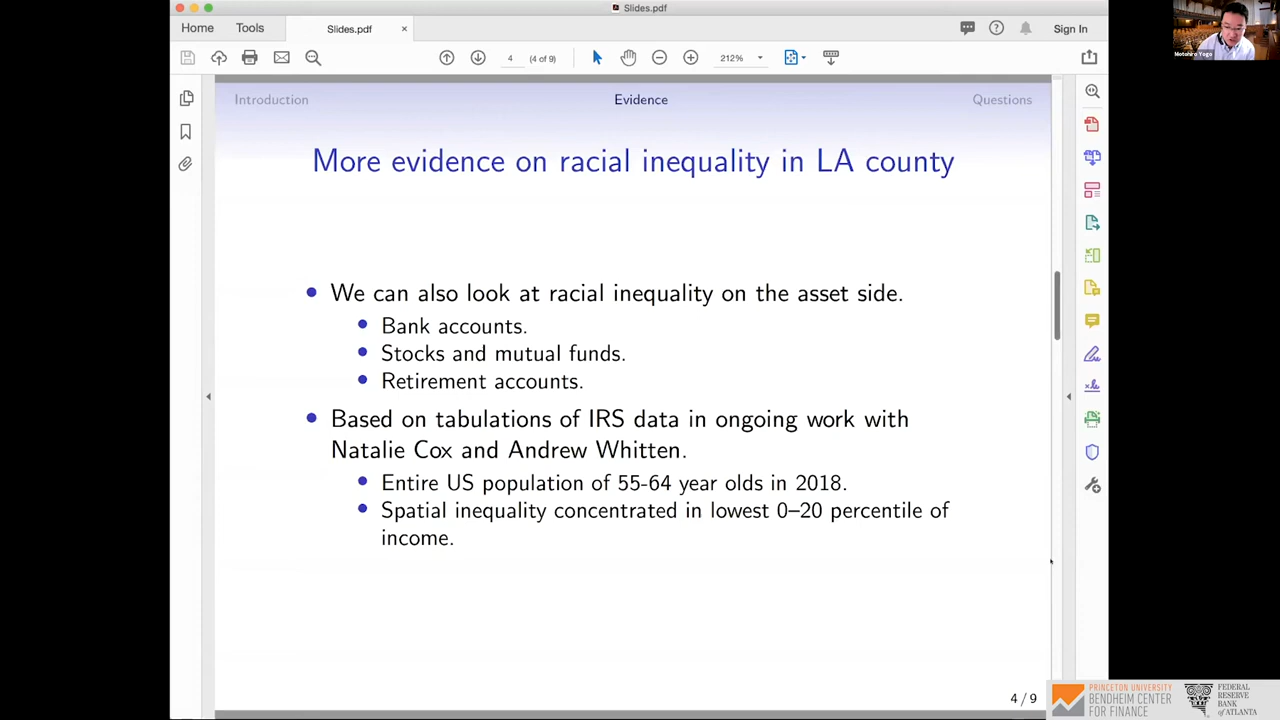 Slides.pdf
Home
Tools
Slides.pdf
×
Sign In
4
(4 of 9)
212%
Introduction
Evidence
Questions
More evidence on racial inequality in LA county
• We can also look at racial inequality on the asset side.
• Bank accounts.
• Stocks and mutual funds.
• Retirement accounts.
• Based on tabulations of IRS data in ongoing work with
Natalie Cox and Andrew Whitten.
• Entire US population of 55-64 year olds in 2018.
• Spatial inequality concentrated in lowest 0–20 percentile of
income.
4 / 9
Motohiro Yogo
PRINCETON UNIVERSITY
BENDHEIM CENTER
FOR FINANCE
FEDERAL
RESERVE
BANK
of ATLANTA